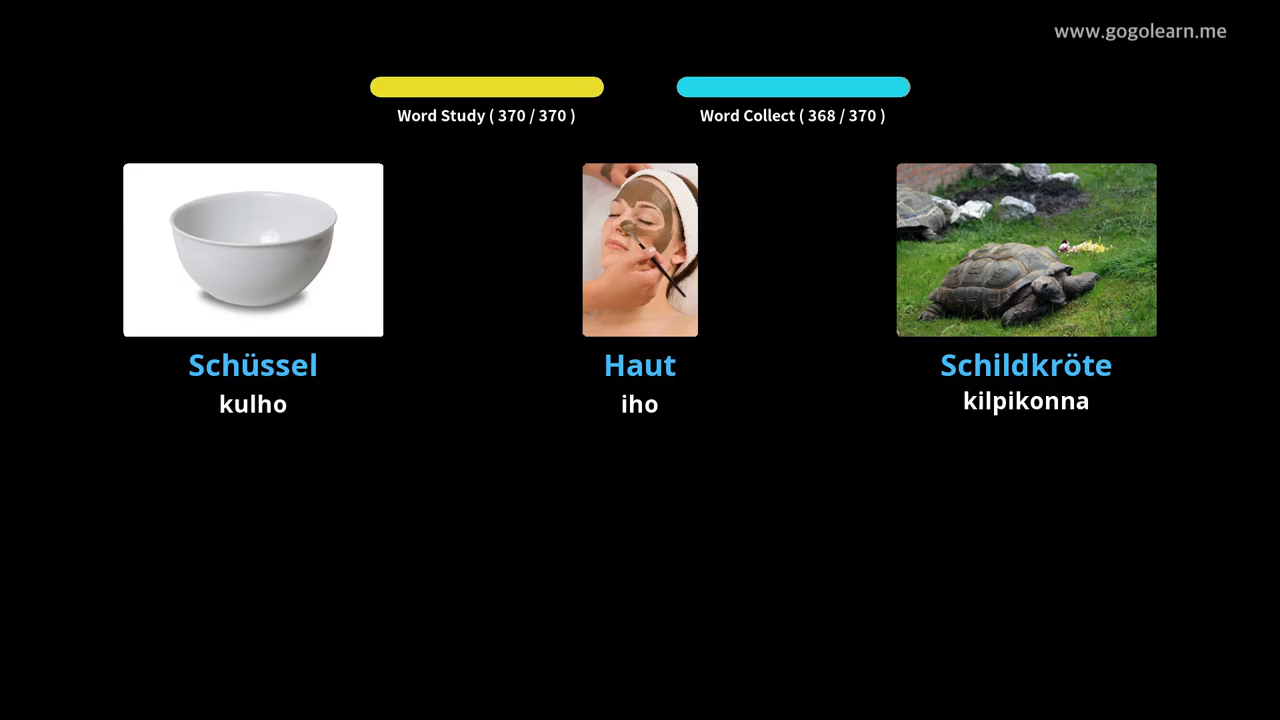 www.gogolearn.me
Word Study ( 370 / 370 )
Word Collect ( 368 / 370 )
Schüssel
kulho
Haut
iho
Schildkröte
kilpikonna